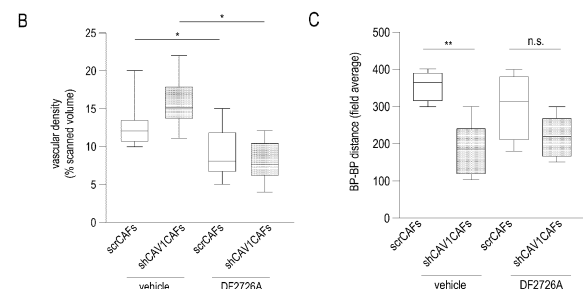 B
vascular density
(% scanned volume)
25
20
15
10
5
0
*
*
scrCAFs
shCAV1CAFs
scrCAFs
shCAV1CAFs
vehicle
DF2726A
C
BP-BP distance (field average)
500
400
300
200
100
0
**
n.s.
scrCAFs
shCAV1CAFs
scrCAFs
shCAV1CAFs
vehicle
DF2726A